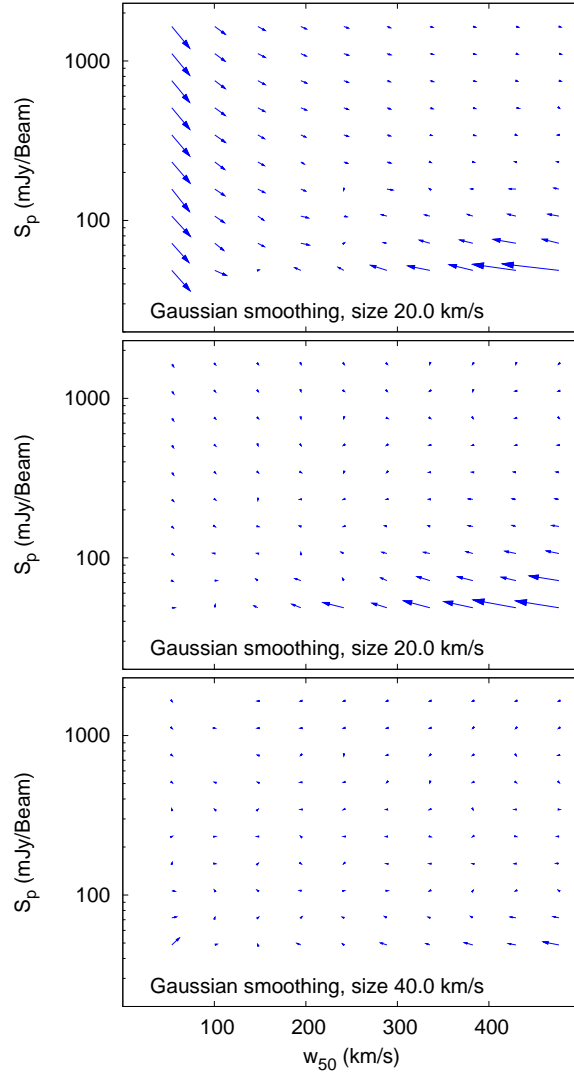 1000
100
S_p (mJy/Beam)
Gaussian smoothing, size 20.0 km/s
1000
100
S_p (mJy/Beam)
Gaussian smoothing, size 20.0 km/s
1000
100
S_p (mJy/Beam)
Gaussian smoothing, size 40.0 km/s
100 200 300 400
w_50 (km/s)